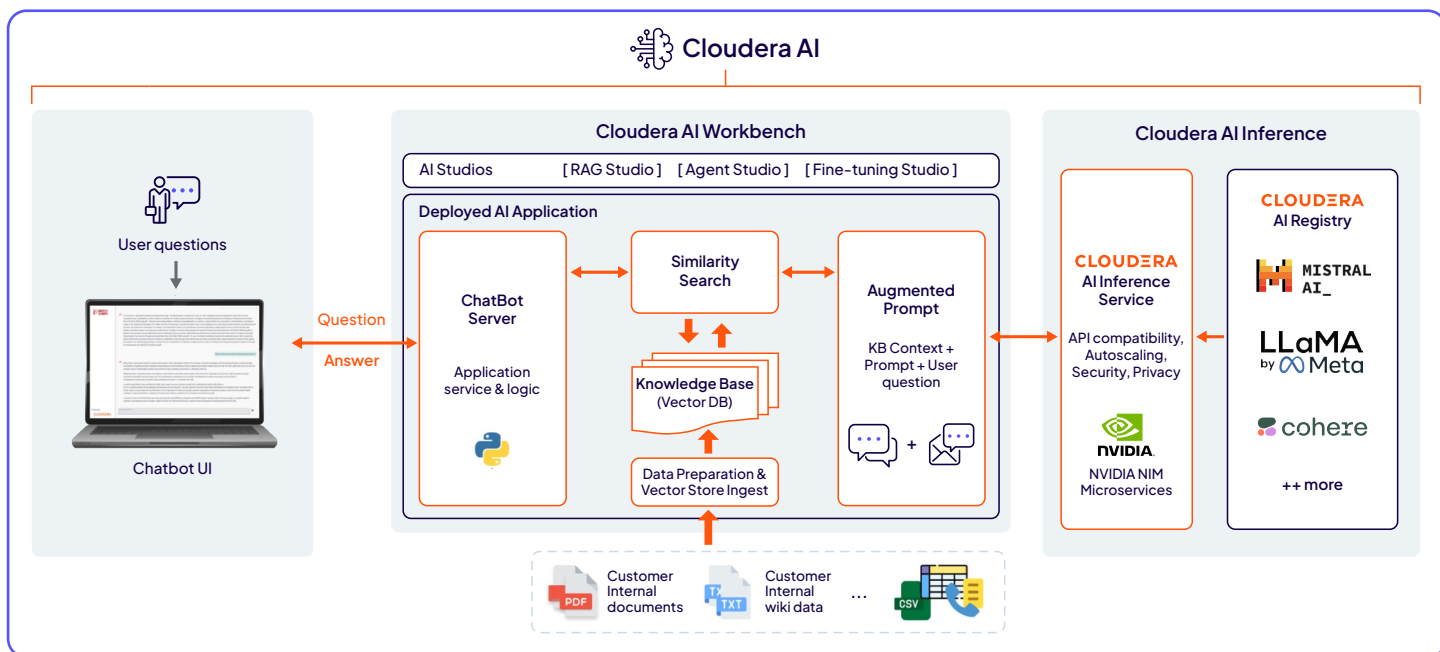 Cloudera AI
User questions
Chatbot UI
Question
Answer
Cloudera AI Workbench
AI Studios [ RAG Studio ] [ Agent Studio ] [ Fine-tuning Studio ]
Deployed AI Application
ChatBot
Server
Application
service & logic
Similarity
Search
Knowledge Base
(Vector DB)
Data Preparation &
Vector Store Ingest
Augmented
Prompt
KB Context +
Prompt + User
question
+
PDF
Customer
Internal
documents
TXT
Customer
Internal
wiki data
...
CSV
Cloudera AI Inference
CLOUDERA
AI Inference
Service
API compatibility,
Autoscaling,
Security, Privacy
NVIDIA
NVIDIA NIM
Microservices
CLOUDERA
AI Registry
MISTRAL
AI_
LLaMA
by Meta
cohere
++ more